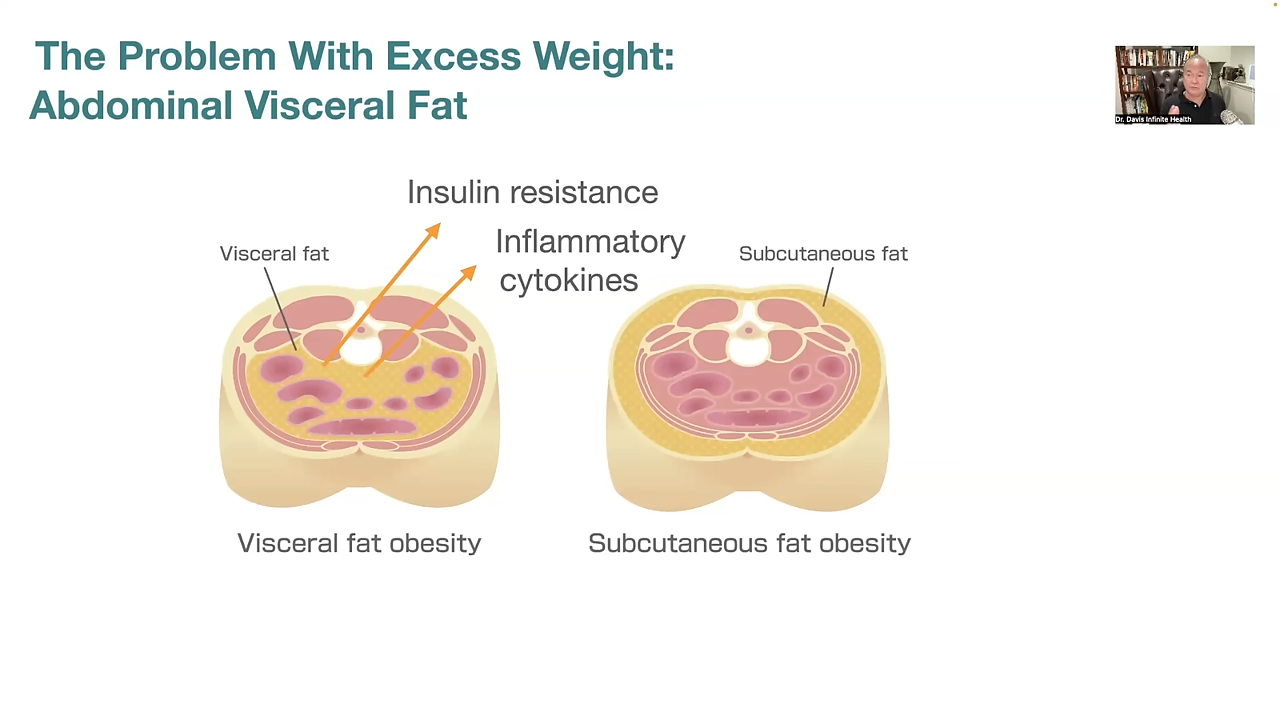 The Problem With Excess Weight:
Abdominal Visceral Fat
Dr. Davis Infinite Health
Insulin resistance
Inflammatory
cytokines
Visceral fat
Subcutaneous fat
Visceral fat obesity
Subcutaneous fat obesity